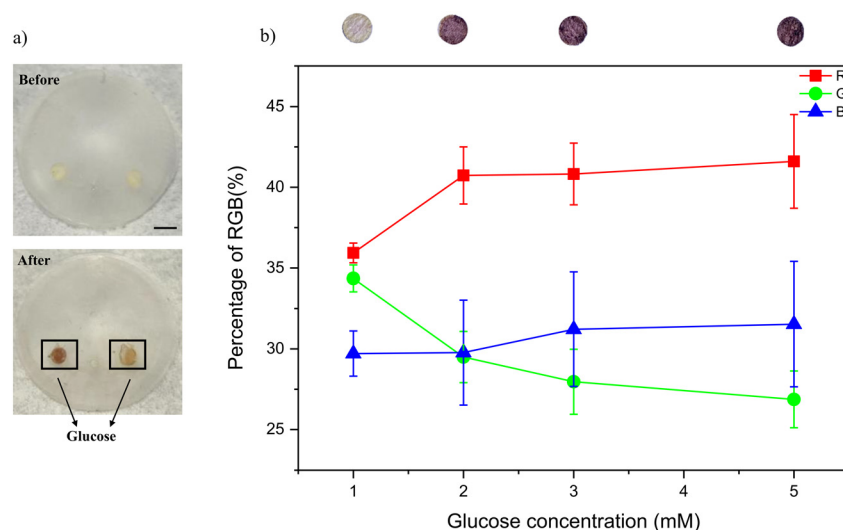 a)
Before
After
Glucose
b)
R
G
B
Percentage of RGB(%)
45
40
35
30
25
1 2 3 4 5
Glucose concentration (mM)